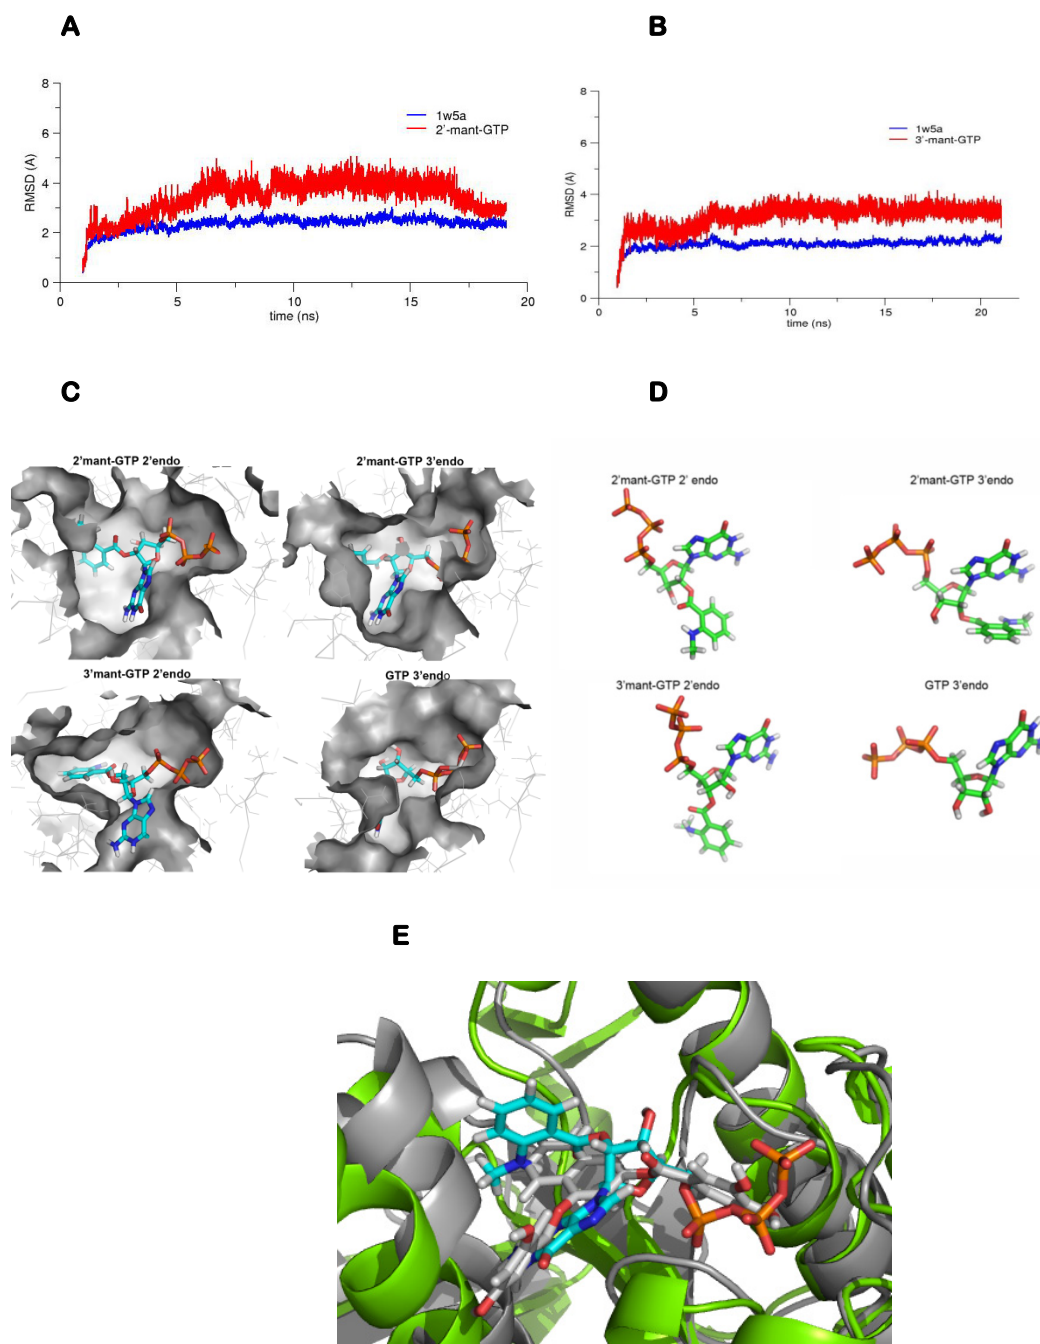 A
B
8
6
4
2
0
RMSD (A)
1w5a
2'-mant-GTP
0
5
10
15
20
time (ns)
8
6
4
2
0
RMSD (A)
1w5a
3'-mant-GTP
0
5
10
15
20
time (ns)
C
D
2'mant-GTP 2'endo
2'mant-GTP 3'endo
3'mant-GTP 2'endo
GTP 3'endo
2'mant-GTP 2' endo
2'mant-GTP 3'endo
3'mant-GTP 2'endo
GTP 3'endo
E